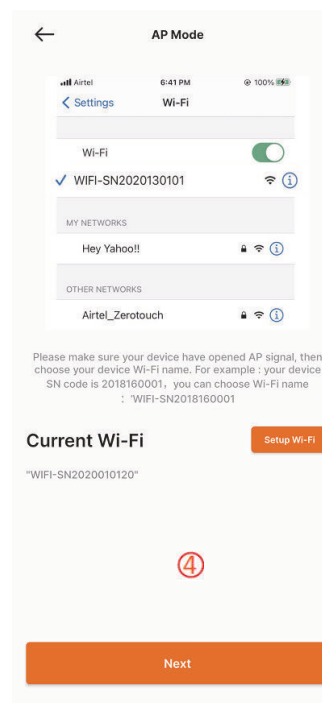 AP Mode
Airtel 6:41 PM 100%
Settings Wi-Fi
Wi-Fi
WIFI-SN2020130101
MY NETWORKS
Hey Yahoo!!
OTHER NETWORKS
Airtel_Zerotouch
Please make sure your device have opened AP signal, then
choose your device Wi-Fi name. For example : your device
SN code is 2018160001，you can choose Wi-Fi name
: 'WIFI-SN2018160001
Current Wi-Fi
Setup Wi-Fi
"WIFI-SN2020010120"
④
Next